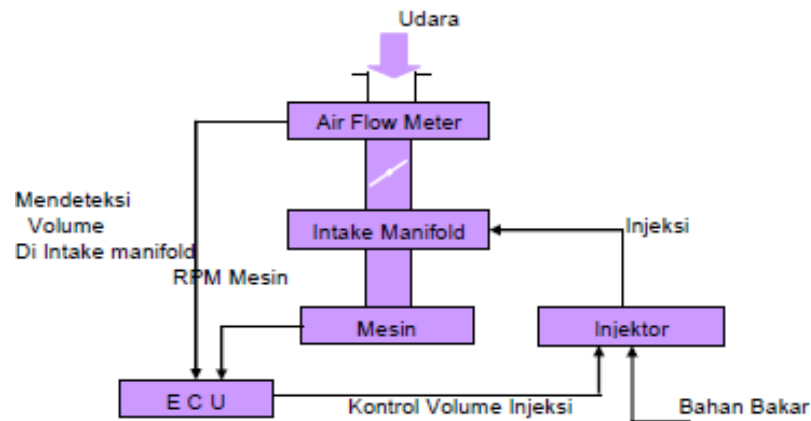 Udara
Air Flow Meter
Mendeteksi
Volume
Di Intake manifold
Intake Manifold
Injeksi
RPM Mesin
Mesin
Injektor
E C U
Kontrol Volume Injeksi
Bahan Bakar